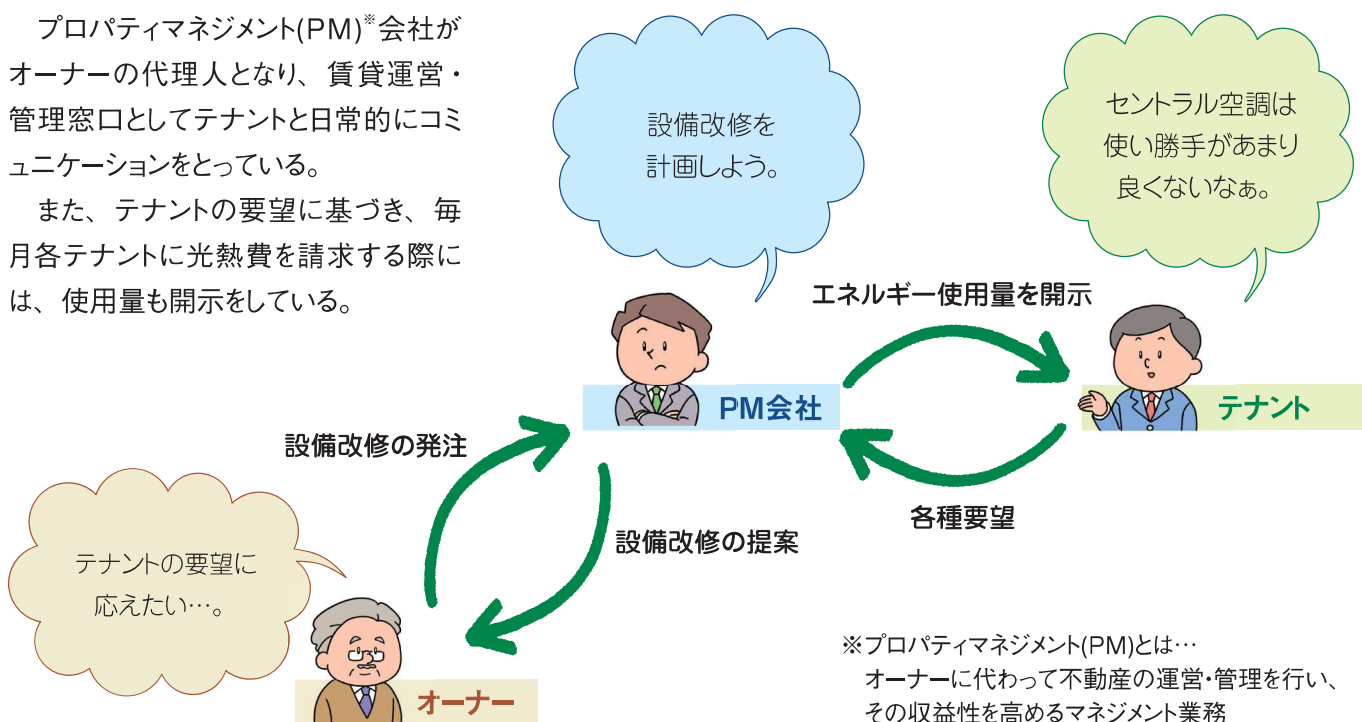 プロパティマネジメント(PM)※会社が
オーナーの代理人となり、賃貸運営・
管理窓口としてテナントと日常的にコミ
ュニケーションをとっている。
また、テナントの要望に基づき、毎
月各テナントに光熱費を請求する際に
は、使用量も開示をしている。
設備改修を
計画しよう。
セントラル空調は
使い勝手があまり
良くないなぁ。
エネルギー使用量を開示
PM会社
テナント
各種要望
設備改修の発注
設備改修の提案
テナントの要望に
応えたい…。
オーナー
※プロパティマネジメント(PM)とは…
オーナーに代わって不動産の運営・管理を行い、
その収益性を高めるマネジメント業務